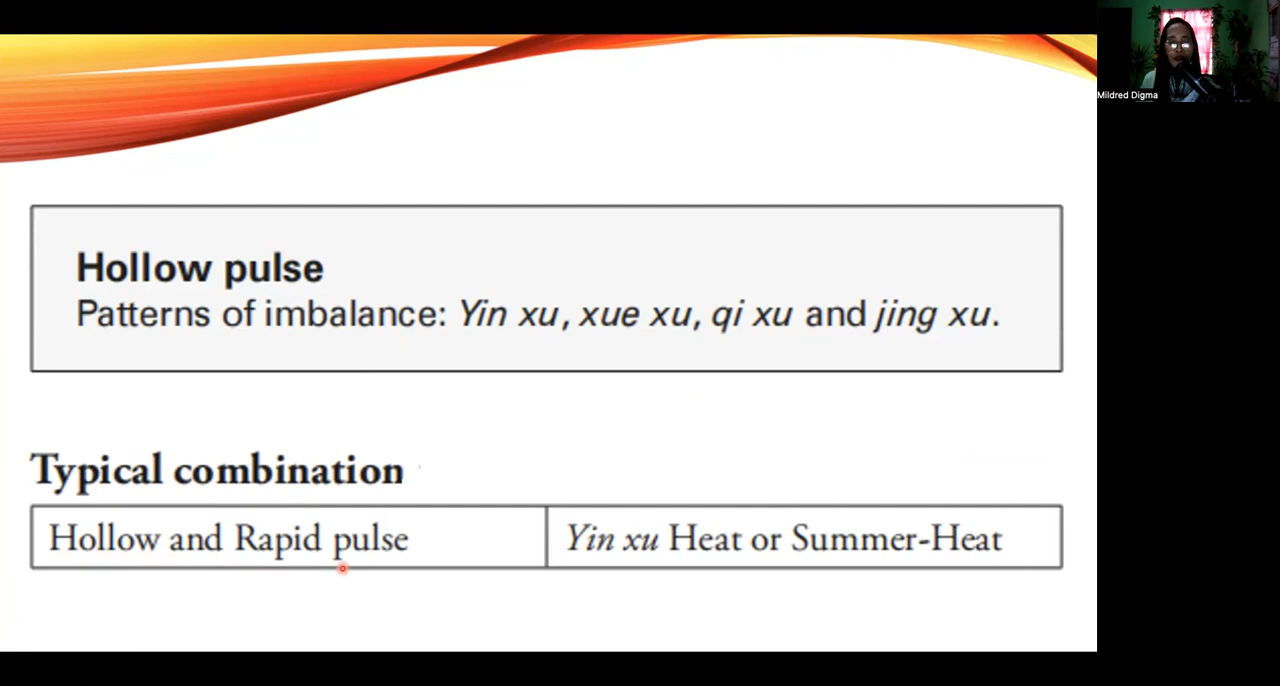 Mildred Digma
Hollow pulse
Patterns of imbalance: Yin xu, xue xu, qi xu and jing xu.
Typical combination
Hollow and Rapid pulse
Yin xu Heat or Summer-Heat